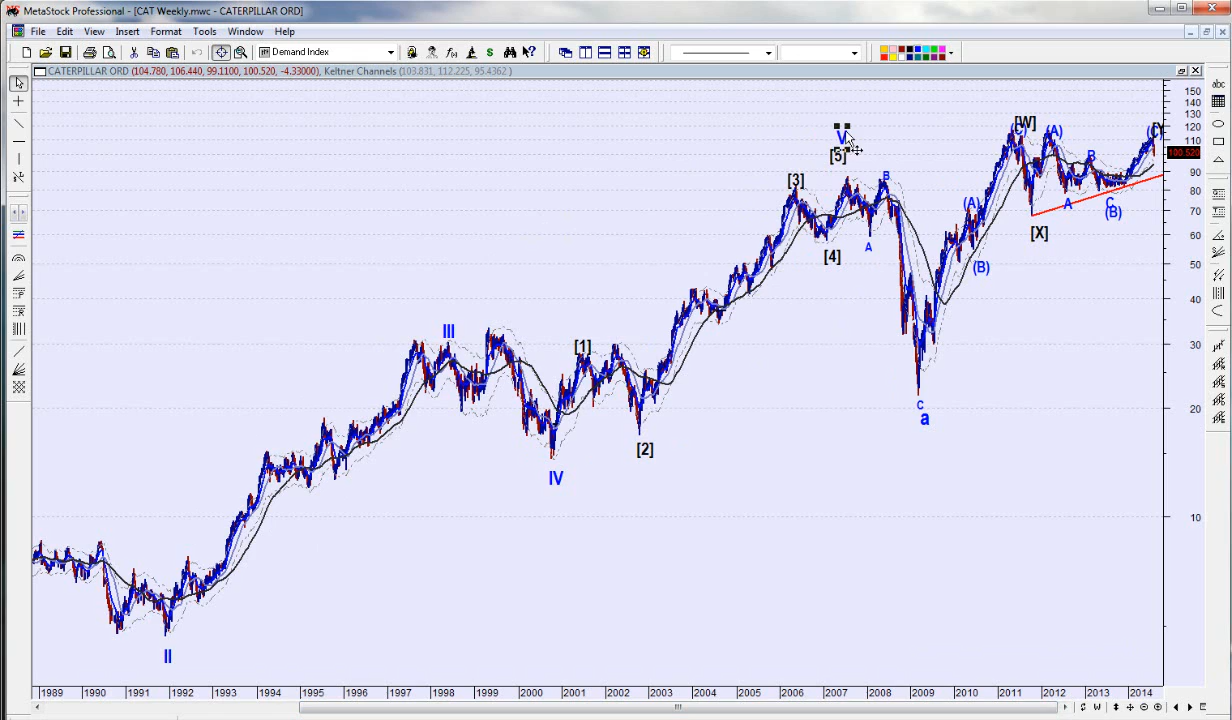 MetaStock Professional - [CAT Weekly.mwc - CATERPILLAR ORD]
File Edit View Insert Format Tools Window Help
Demand Index
CATERPILLAR ORD (104.780, 106.440, 99.1100, 100.520, -4.33000), Keltner Channels (103.831, 112.225, 95.4362 )
abc
150
140
130
120
100.520
90
80
70
60
50
40
30
20
10
V
[5]
[3]
B
[4]
A
[W]
(C)
(A)
B
(A)
A
C
(B)
[X]
(B)
III
[1]
C
a
[2]
IV
II
1989 1990 1991 1992 1993 1994 1995 1996 1997 1998 1999 2000 2001 2002 2003 2004 2005 2006 2007 2008 2009 2010 2011 2012 2013 2014